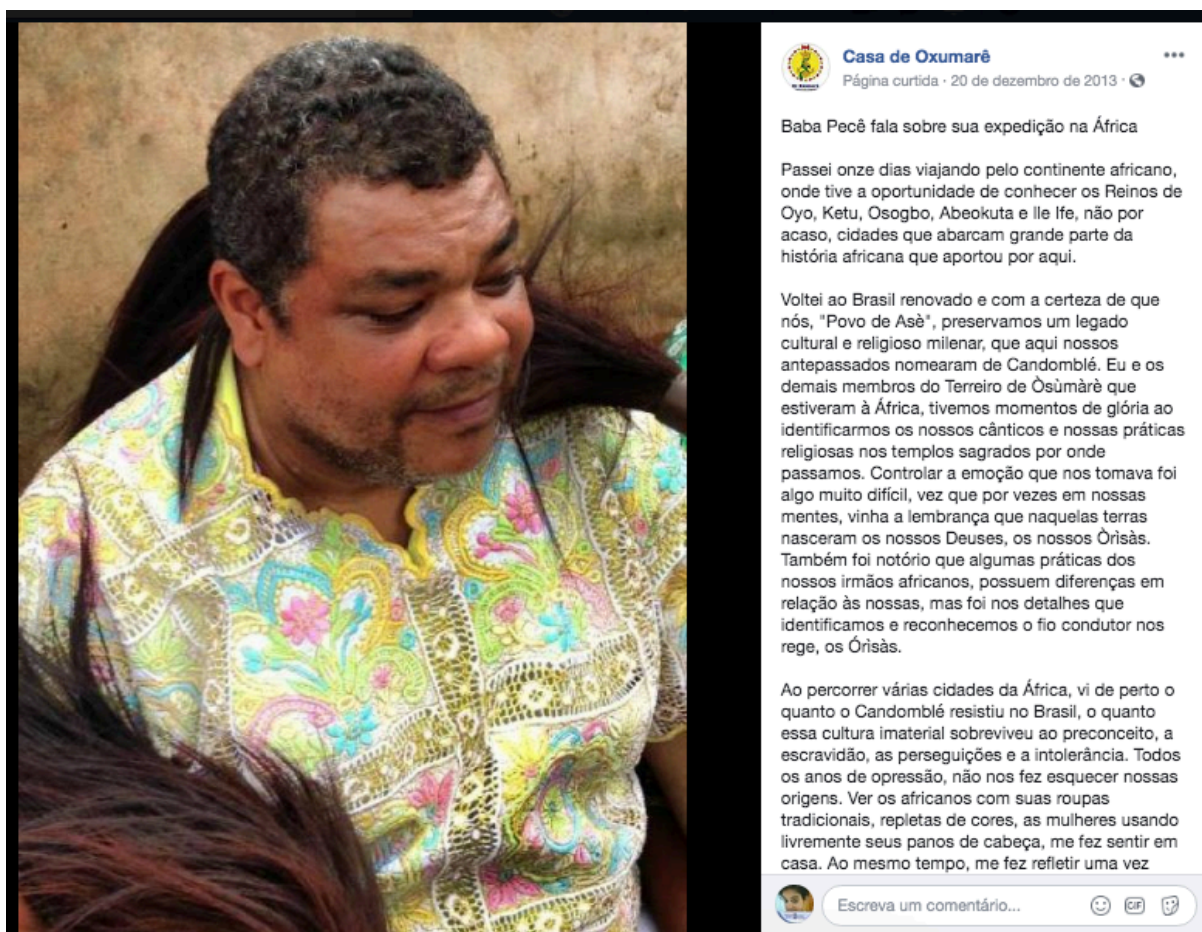 Casa de Oxumarê
Página curtida · 20 de dezembro de 2013 ·
Baba Pecê fala sobre sua expedição na África
Passei onze dias viajando pelo continente africano,
onde tive a oportunidade de conhecer os Reinos de
Oyo, Ketu, Osogbo, Abeokuta e Ile Ife, não por
acaso, cidades que abarcam grande parte da
história africana que aportou por aqui.
Voltei ao Brasil renovado e com a certeza de que
nós, "Povo de Asè", preservamos um legado
cultural e religioso milenar, que aqui nossos
antepassados nomearam de Candomblé. Eu e os
demais membros do Terreiro de Òsùmàrè que
estiveram à África, tivemos momentos de glória ao
identificarmos os nossos cânticos e nossas práticas
religiosas nos templos sagrados por onde
passamos. Controlar a emoção que nos tomava foi
algo muito difícil, vez que por vezes em nossas
mentes, vinha a lembrança que naquelas terras
nasceram os nossos Deuses, os nossos Òrìsàs.
Também foi notório que algumas práticas dos
nossos irmãos africanos, possuem diferenças em
relação às nossas, mas foi nos detalhes que
identificamos e reconhecemos o fio condutor nos
rege, os Órìsàs.
Ao percorrer várias cidades da África, vi de perto o
quanto o Candomblé resistiu no Brasil, o quanto
essa cultura imaterial sobreviveu ao preconceito, a
escravidão, as perseguições e a intolerância. Todos
os anos de opressão, não nos fez esquecer nossas
origens. Ver os africanos com suas roupas
tradicionais, repletas de cores, as mulheres usando
livremente seus panos de cabeça, me fez sentir em
casa. Ao mesmo tempo, me fez refletir uma vez
Escreva um comentário...
GIF